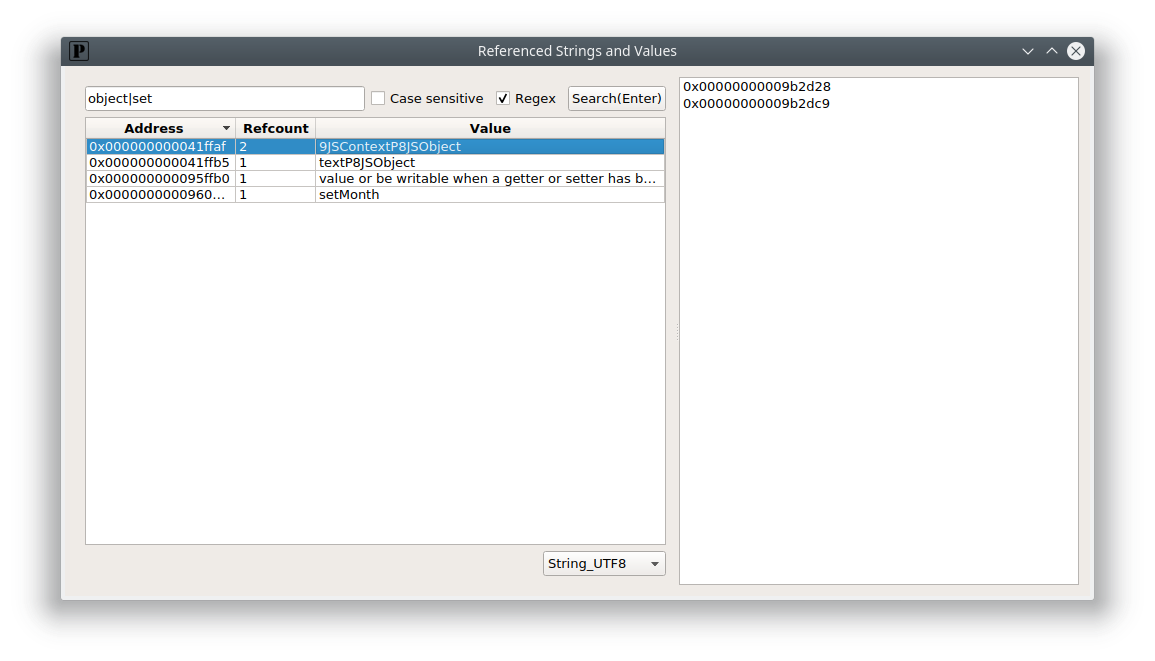 P
Referenced Strings and Values
object|set
Case sensitive
Regex
Search(Enter)
Address Refcount Value
0x000000000041ffaf 2 9JSContextP8JSObject
0x000000000041ffb5 1 textP8JSObject
0x000000000095ffb0 1 value or be writable when a getter or setter has b...
0x0000000000960... 1 setMonth
String_UTF8
0x00000000009b2d28
0x00000000009b2dc9